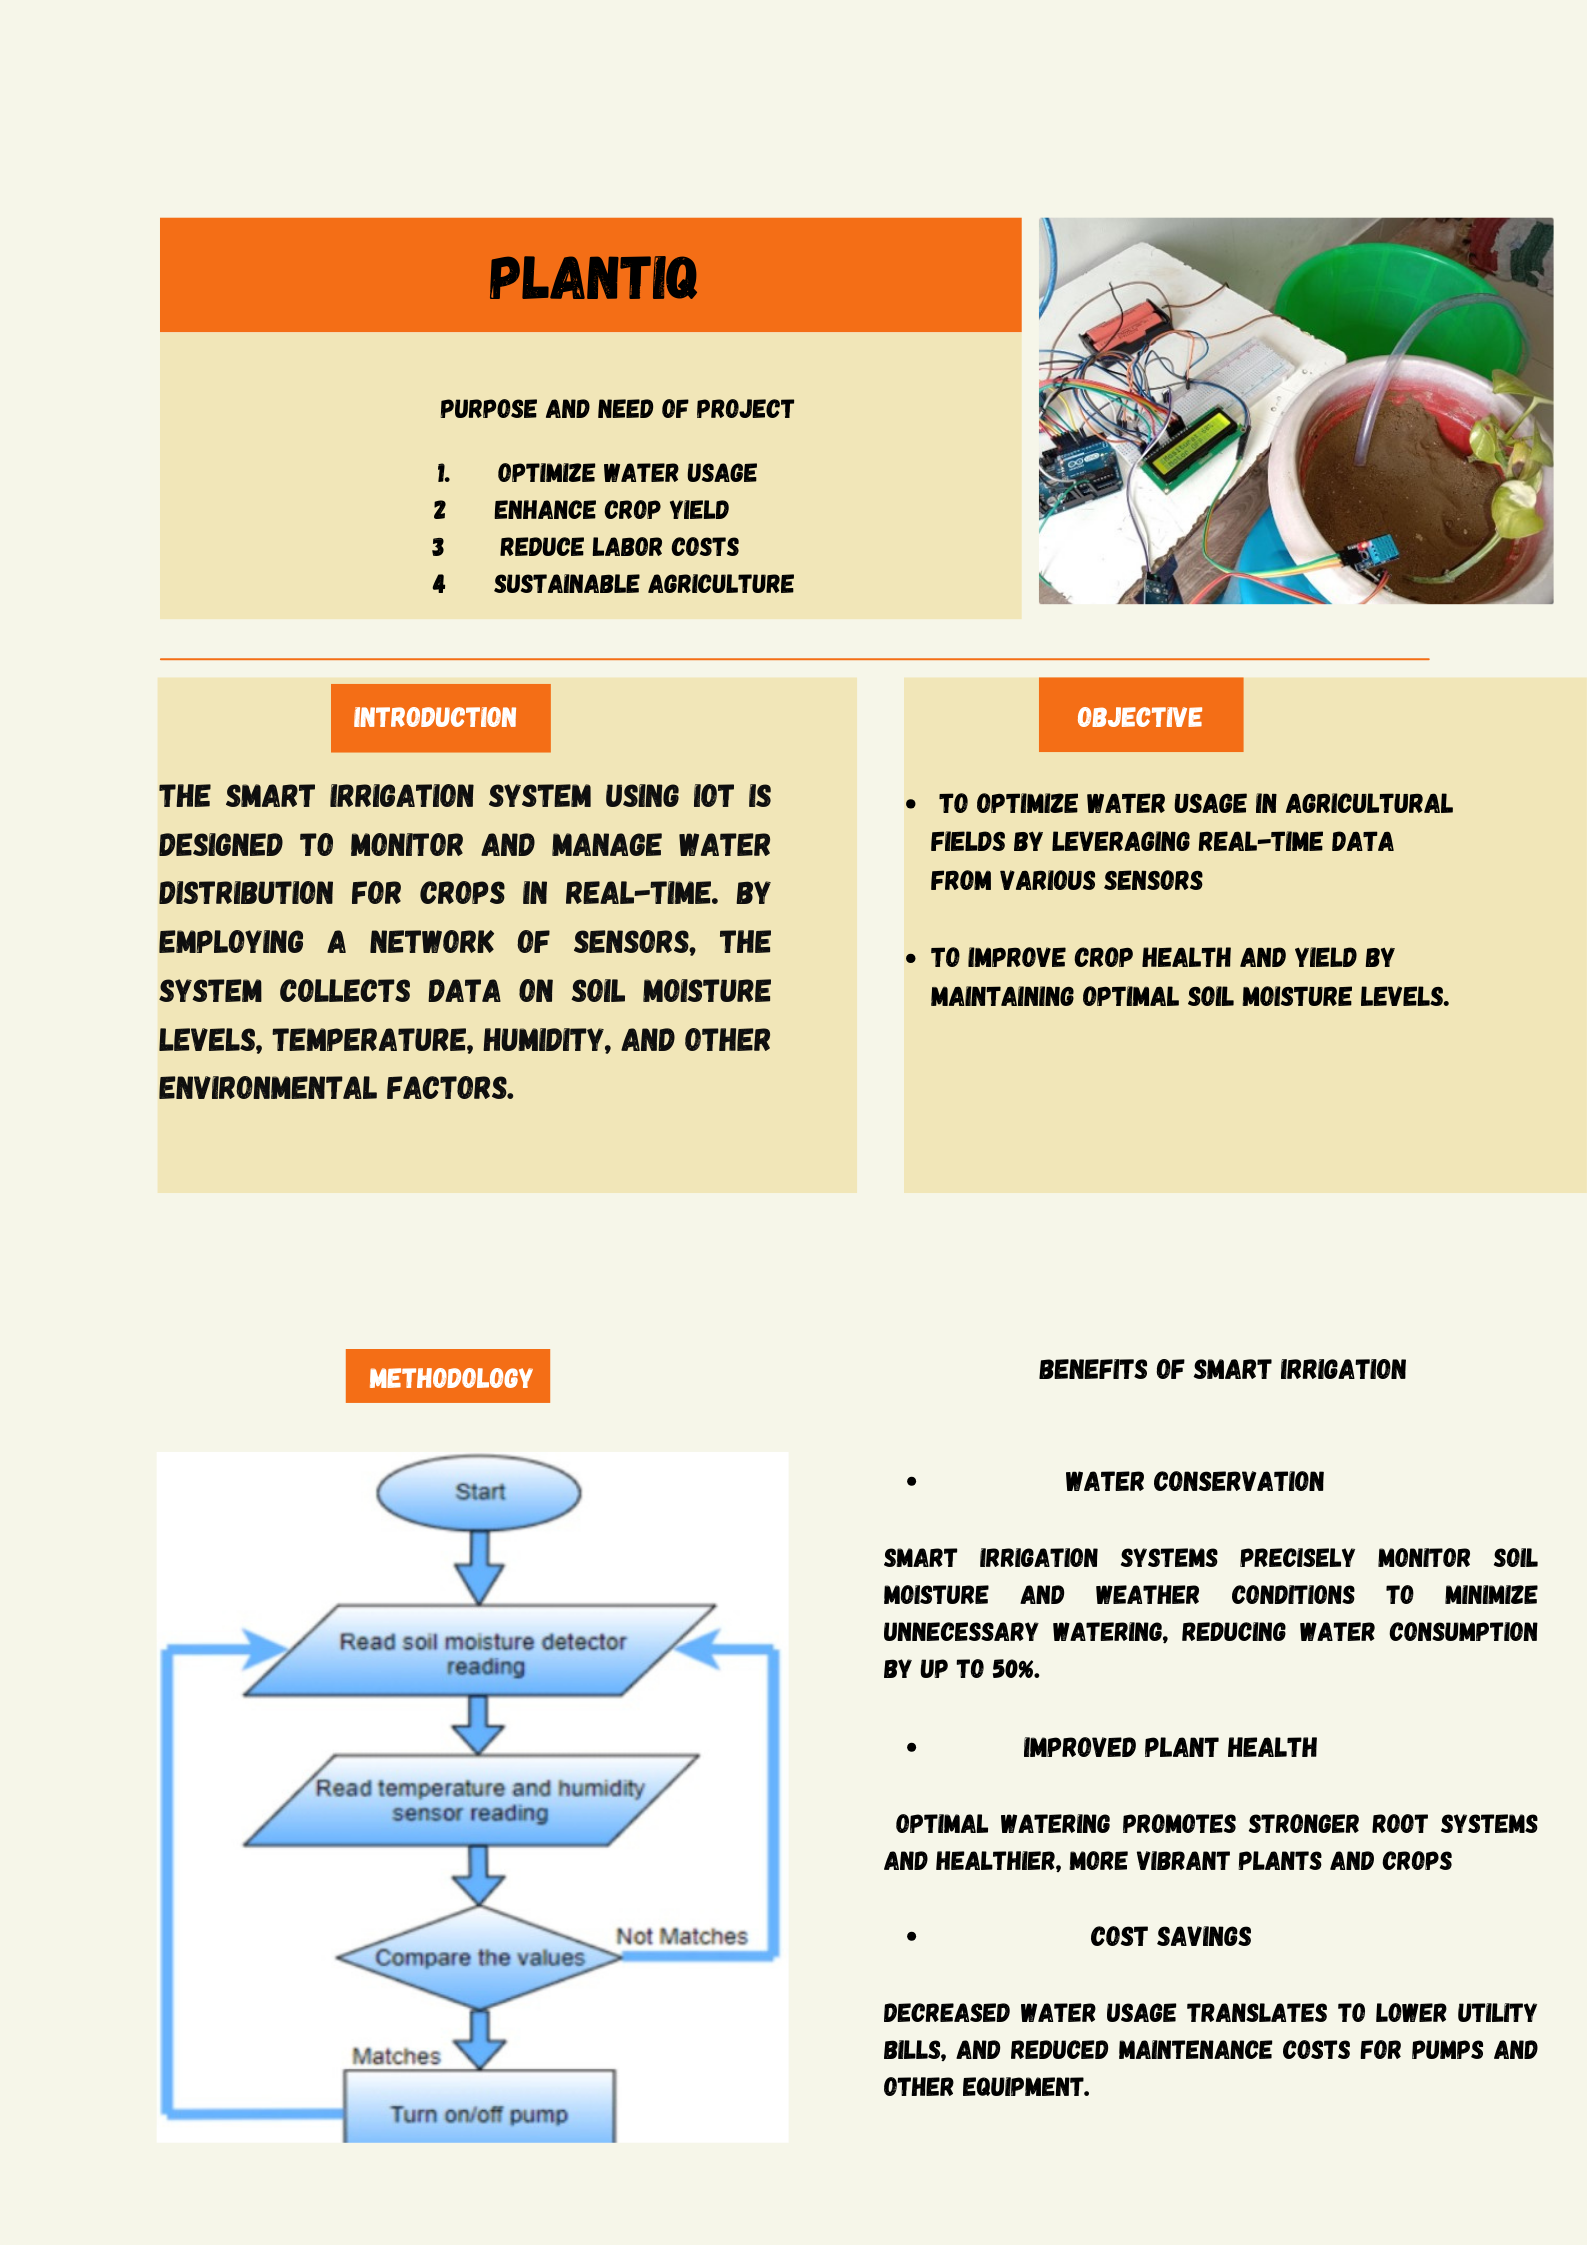 PLANTIQ
PURPOSE AND NEED OF PROJECT
1. OPTIMIZE WATER USAGE
2 ENHANCE CROP YIELD
3 REDUCE LABOR COSTS
4 SUSTAINABLE AGRICULTURE
INTRODUCTION
THE SMART IRRIGATION SYSTEM USING IOT IS
DESIGNED TO MONITOR AND MANAGE WATER
DISTRIBUTION FOR CROPS IN REAL-TIME. BY
EMPLOYING A NETWORK OF SENSORS, THE
SYSTEM COLLECTS DATA ON SOIL MOISTURE
LEVELS, TEMPERATURE, HUMIDITY, AND OTHER
ENVIRONMENTAL FACTORS.
OBJECTIVE
• TO OPTIMIZE WATER USAGE IN AGRICULTURAL
FIELDS BY LEVERAGING REAL-TIME DATA
FROM VARIOUS SENSORS
• TO IMPROVE CROP HEALTH AND YIELD BY
MAINTAINING OPTIMAL SOIL MOISTURE LEVELS.
METHODOLOGY
Start
Read soil moisture detector
reading
Read temperature and humidity
sensor reading
Compare the values
Not Matches
Matches
Turn on/off pump
BENEFITS OF SMART IRRIGATION
• WATER CONSERVATION
SMART IRRIGATION SYSTEMS PRECISELY MONITOR SOIL
MOISTURE AND WEATHER CONDITIONS TO MINIMIZE
UNNECESSARY WATERING, REDUCING WATER CONSUMPTION
BY UP TO 50%.
• IMPROVED PLANT HEALTH
OPTIMAL WATERING PROMOTES STRONGER ROOT SYSTEMS
AND HEALTHIER, MORE VIBRANT PLANTS AND CROPS
• COST SAVINGS
DECREASED WATER USAGE TRANSLATES TO LOWER UTILITY
BILLS, AND REDUCED MAINTENANCE COSTS FOR PUMPS AND
OTHER EQUIPMENT.